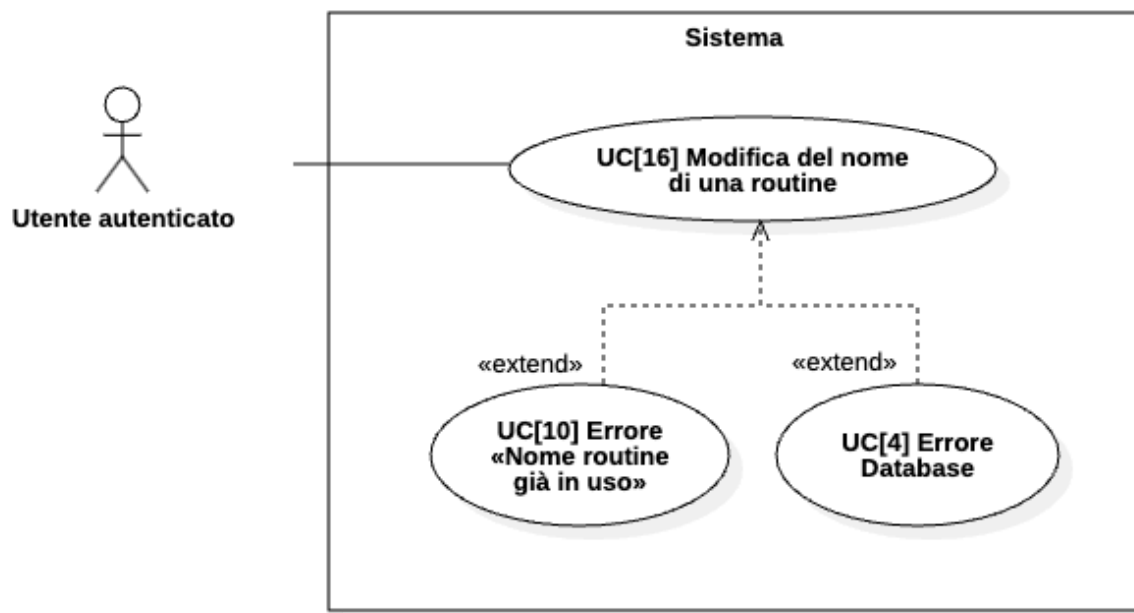 Sistema
Utente autenticato
UC[16] Modifica del nome
di una routine
«extend»
«extend»
UC[10] Errore
«Nome routine
già in uso»
UC[4] Errore
Database